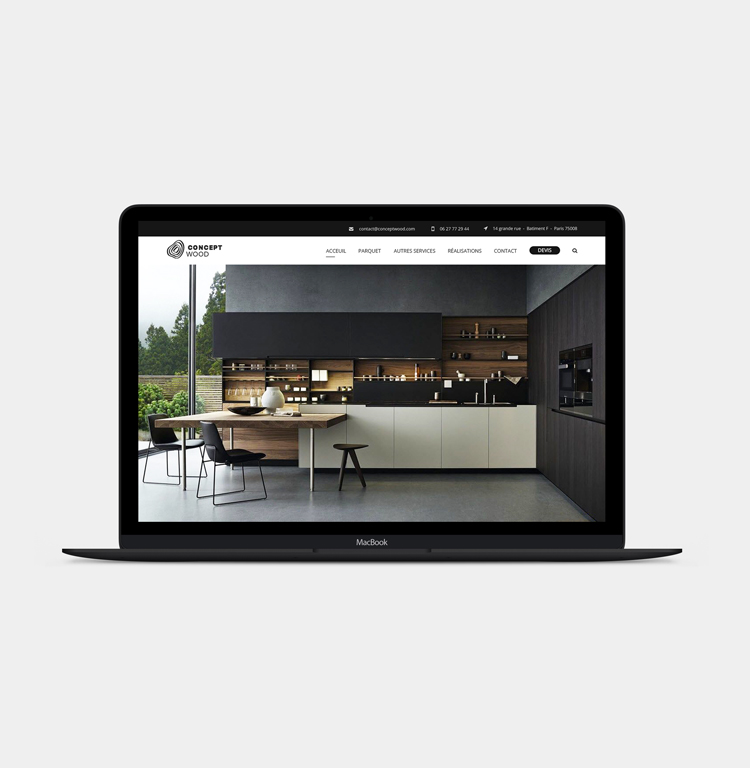 contact@conceptwood.com 06 27 77 29 44 14 grande rue - Batiment F - Paris 75008
CONCEPT
WOOD
ACCEUIL PARQUET AUTRES SERVICES RÉALISATIONS CONTACT DEVIS
MacBook